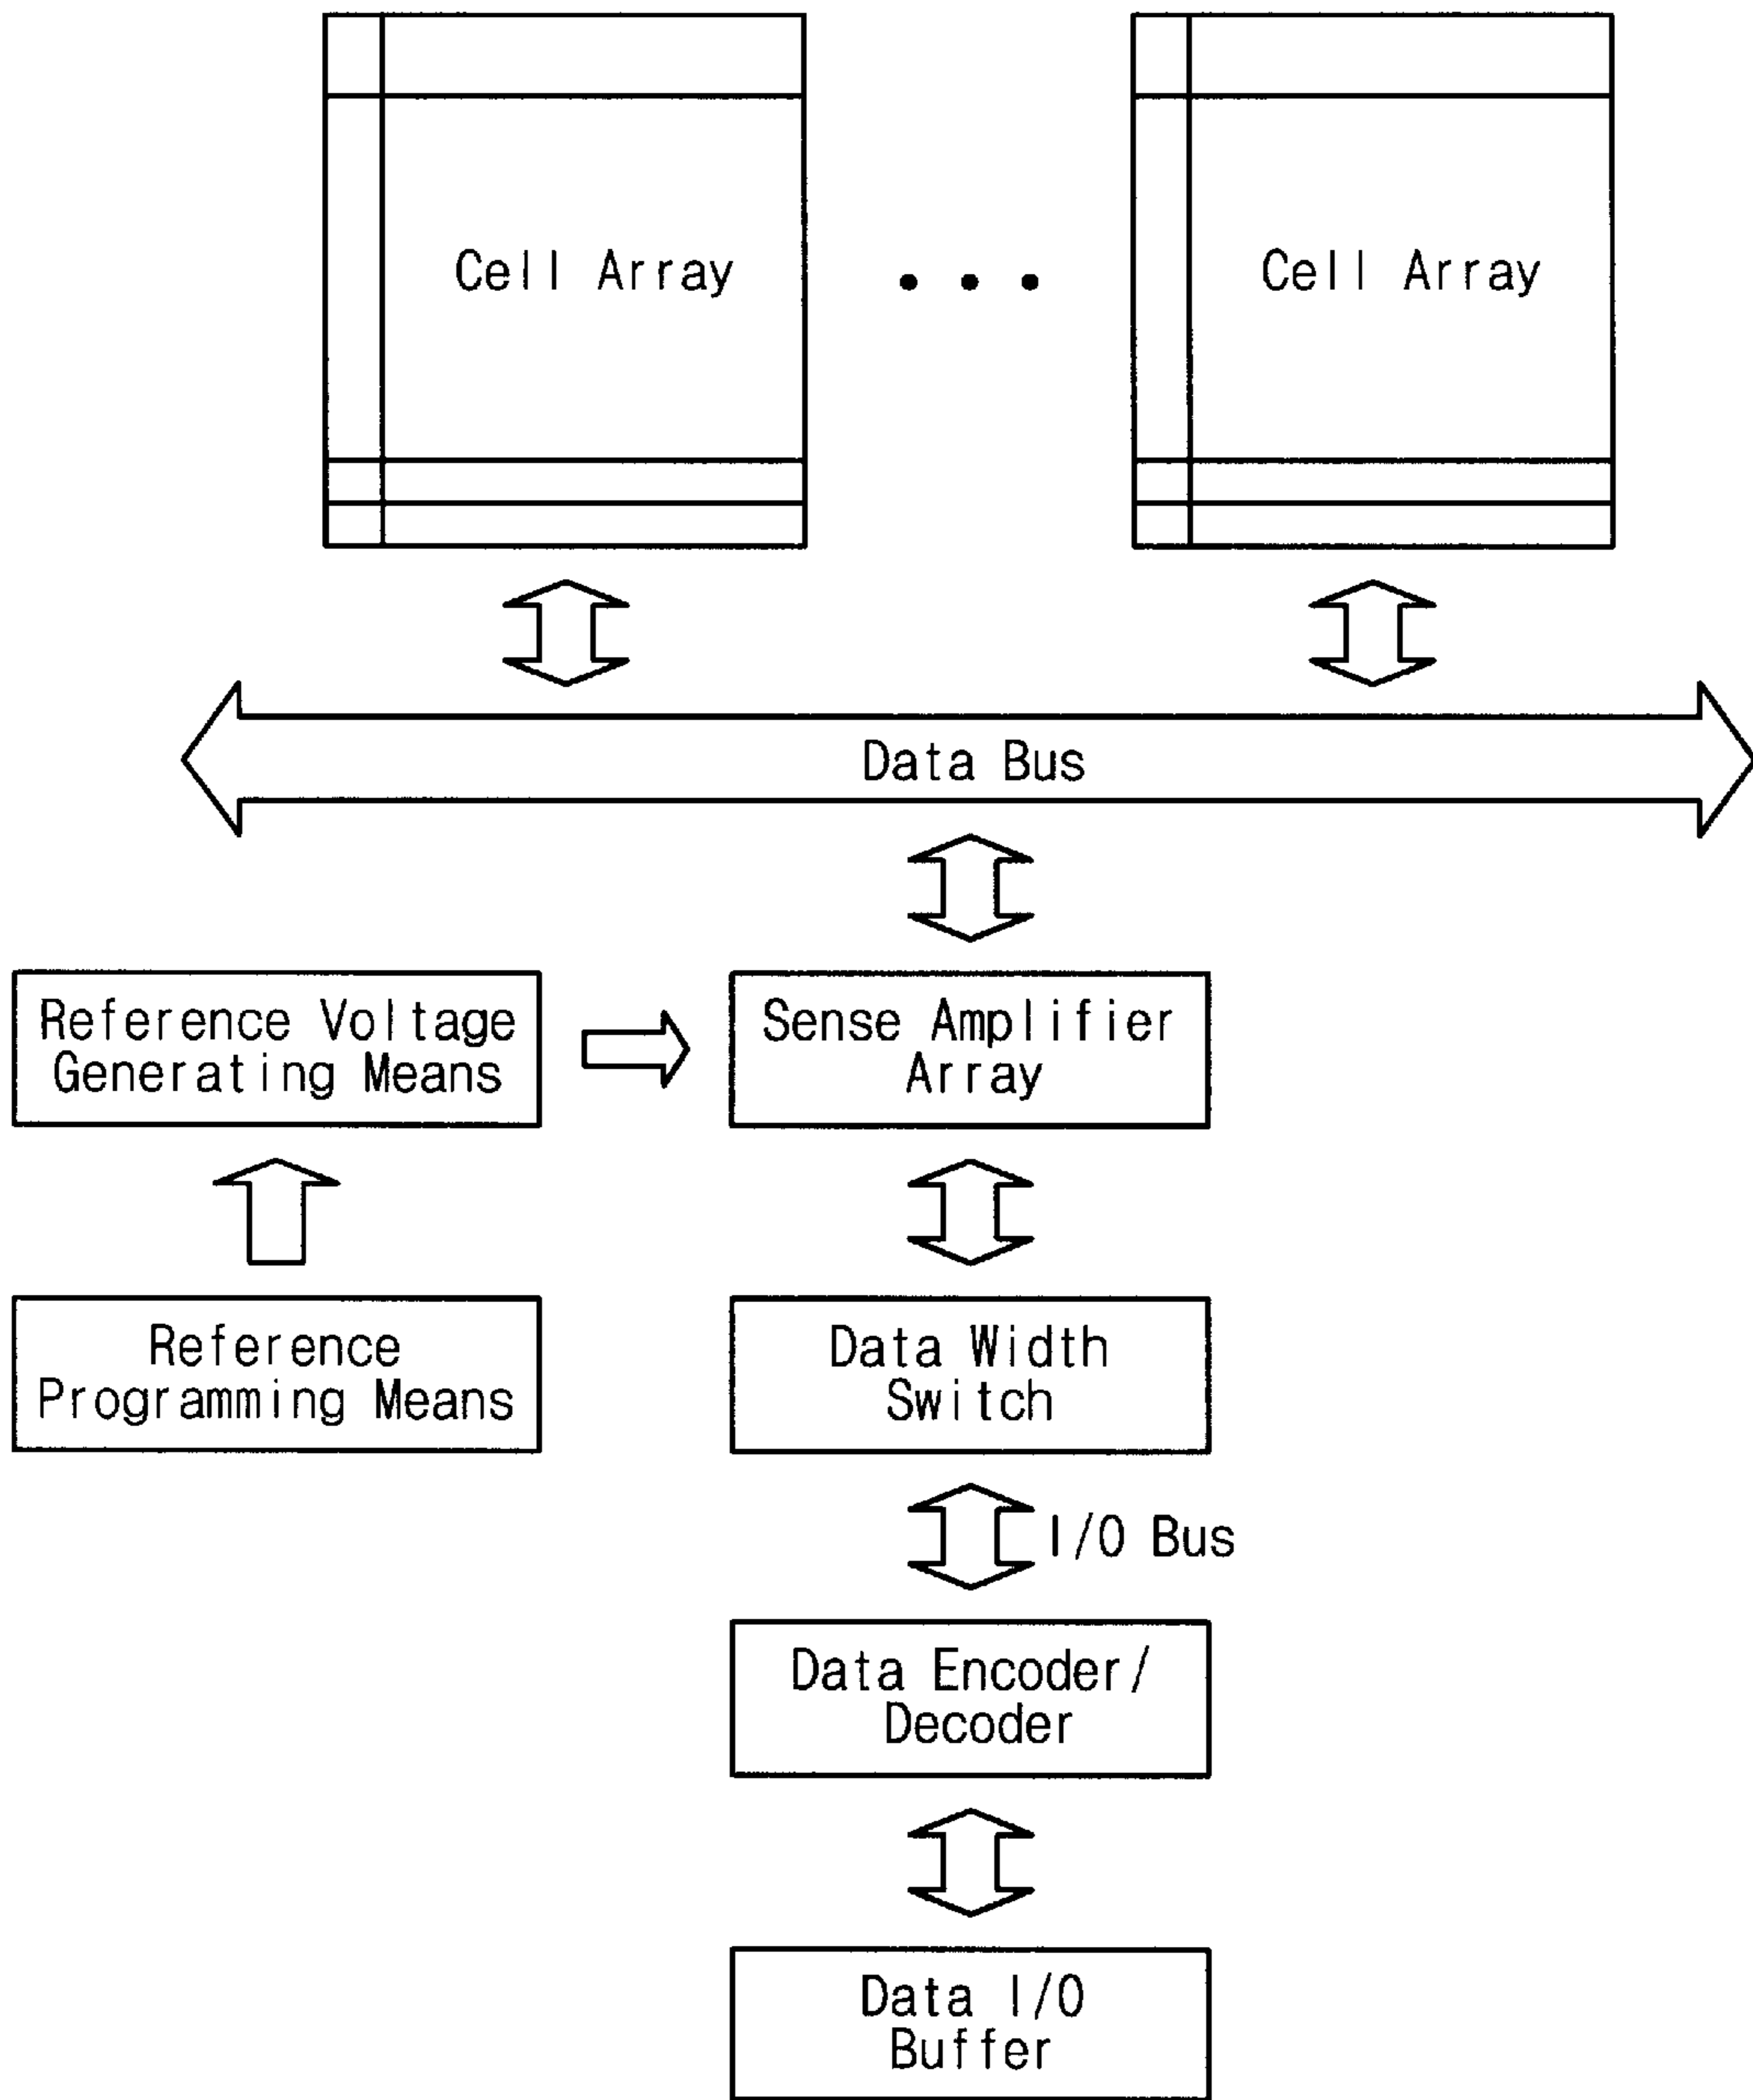 Cell Array
Cell Array
Data Bus
Reference Voltage
Generating Means
Sense Amplifier
Array
Reference
Programming Means
Data Width
Switch
I/O Bus
Data Encoder/
Decoder
Data I/O
Buffer